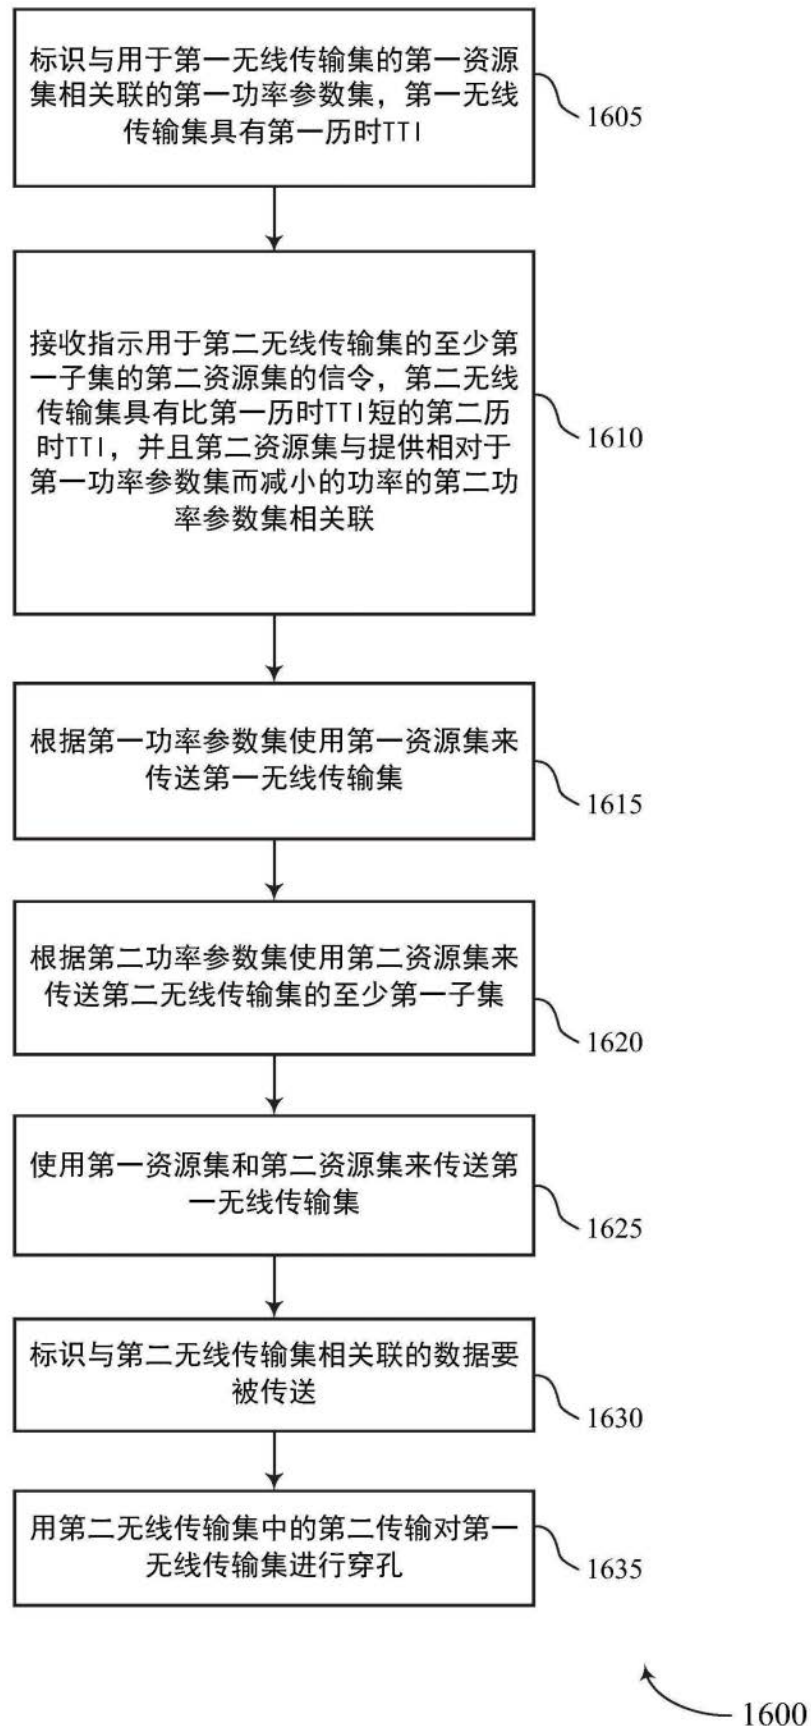 标识与用于第一无线传输集的第一资源
集相关联的第一功率参数集，第一无线
传输集具有第一历时TTI
1605
接收指示用于第二无线传输集的至少第
一子集的第二资源集的信令，第二无线
传输集具有比第一历时TTI短的第二历
时TTI，并且第二资源集与提供相对于
第一功率参数集而减小的功率的第二功
率参数集相关联
1610
根据第一功率参数集使用第一资源集来
传送第一无线传输集
1615
根据第二功率参数集使用第二资源集来
传送第二无线传输集的至少第一子集
1620
使用第一资源集和第二资源集来传送第
一无线传输集
1625
标识与第二无线传输集相关联的数据要
被传送
1630
用第二无线传输集中的第二传输对第一
无线传输集进行穿孔
1635
1600